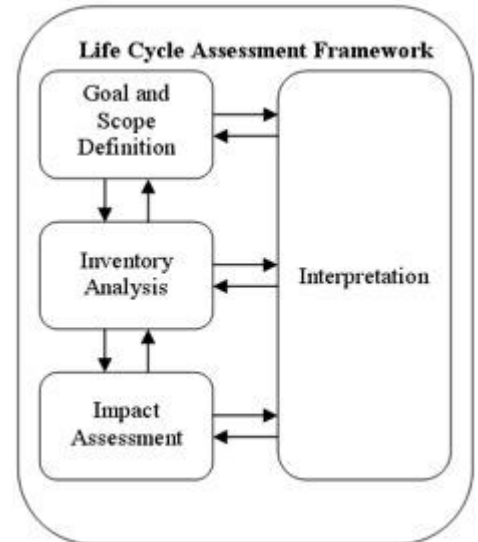 Life Cycle Assessment Framework
Goal and
Scope
Definition
Inventory
Analysis
Interpretation
Impact
Assessment